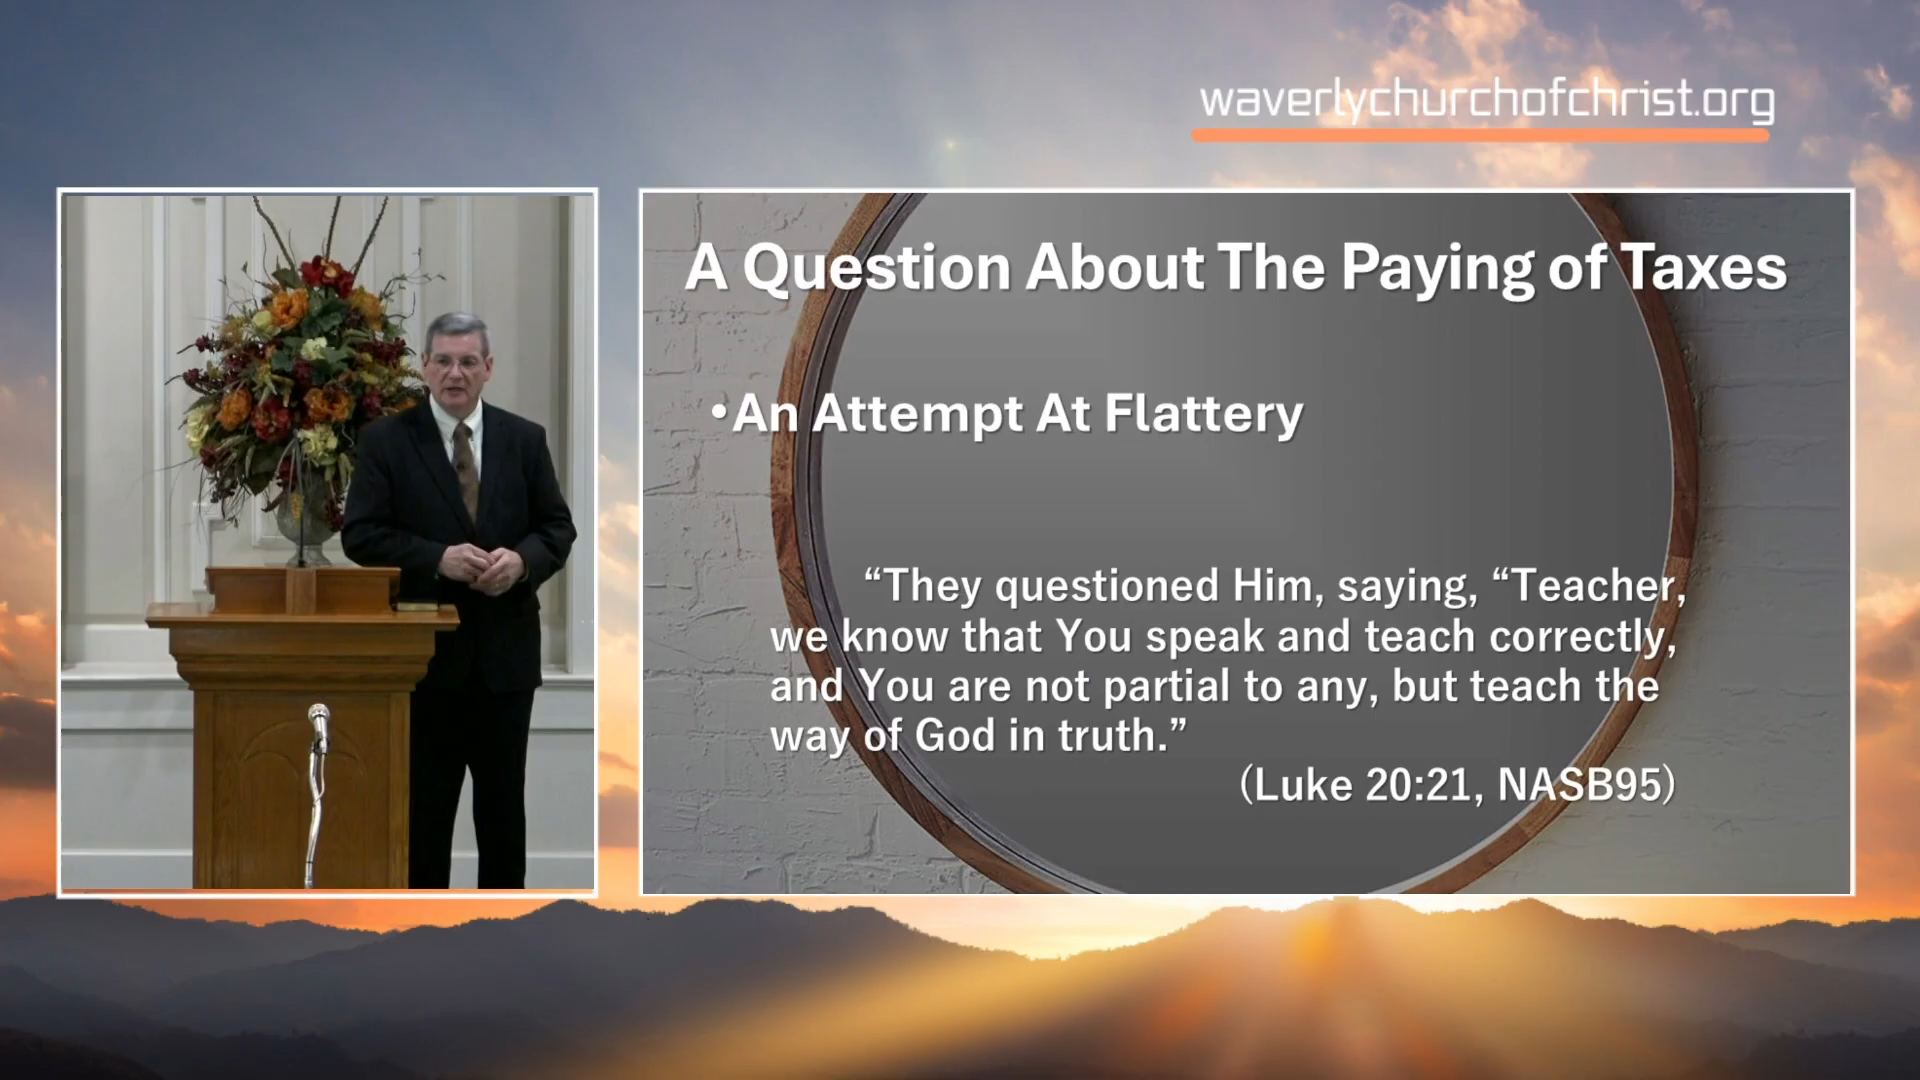 waverlychurchofchrist.org
A Question About The Paying of Taxes
•An Attempt At Flattery
“They questioned Him, saying, “Teacher,
we know that You speak and teach correctly,
and You are not partial to any, but teach the
way of God in truth.”
(Luke 20:21, NASB95)